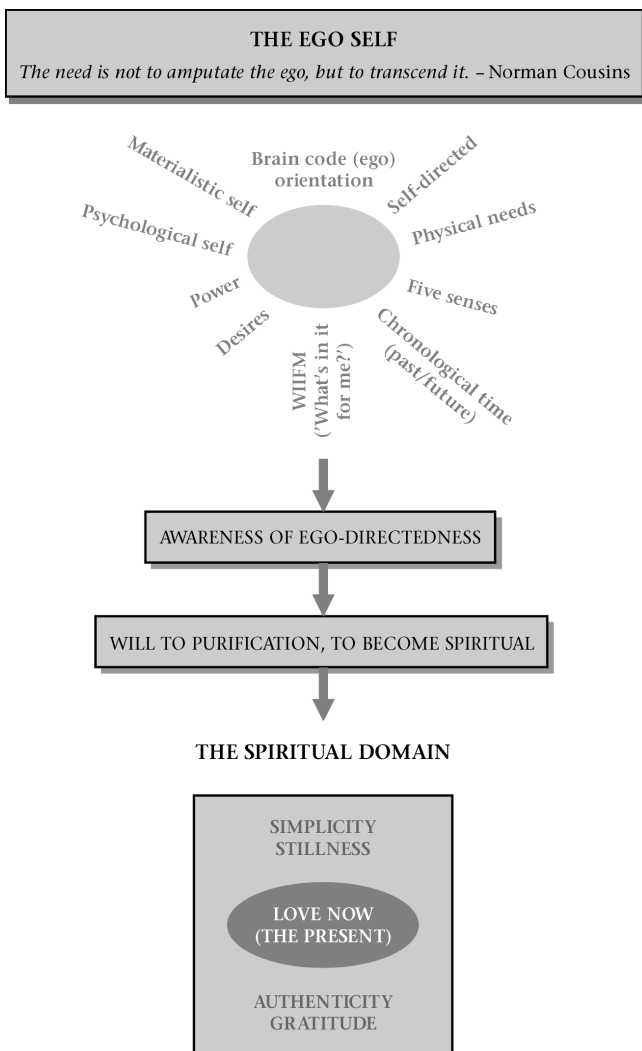 THE EGO SELF
The need is not to amputate the ego, but to transcend it. – Norman Cousins
Brain code (ego)
orientation
Materialistic self
Self-directed
Psychological self
Physical needs
Power
Five senses
Desires
Chronological time
(past/future)
WIIFM
('What's in it
for me?')
AWARENESS OF EGO-DIRECTEDNESS
WILL TO PURIFICATION, TO BECOME SPIRITUAL
THE SPIRITUAL DOMAIN
SIMPLICITY
STILLNESS
LOVE NOW
(THE PRESENT)
AUTHENTICITY
GRATITUDE